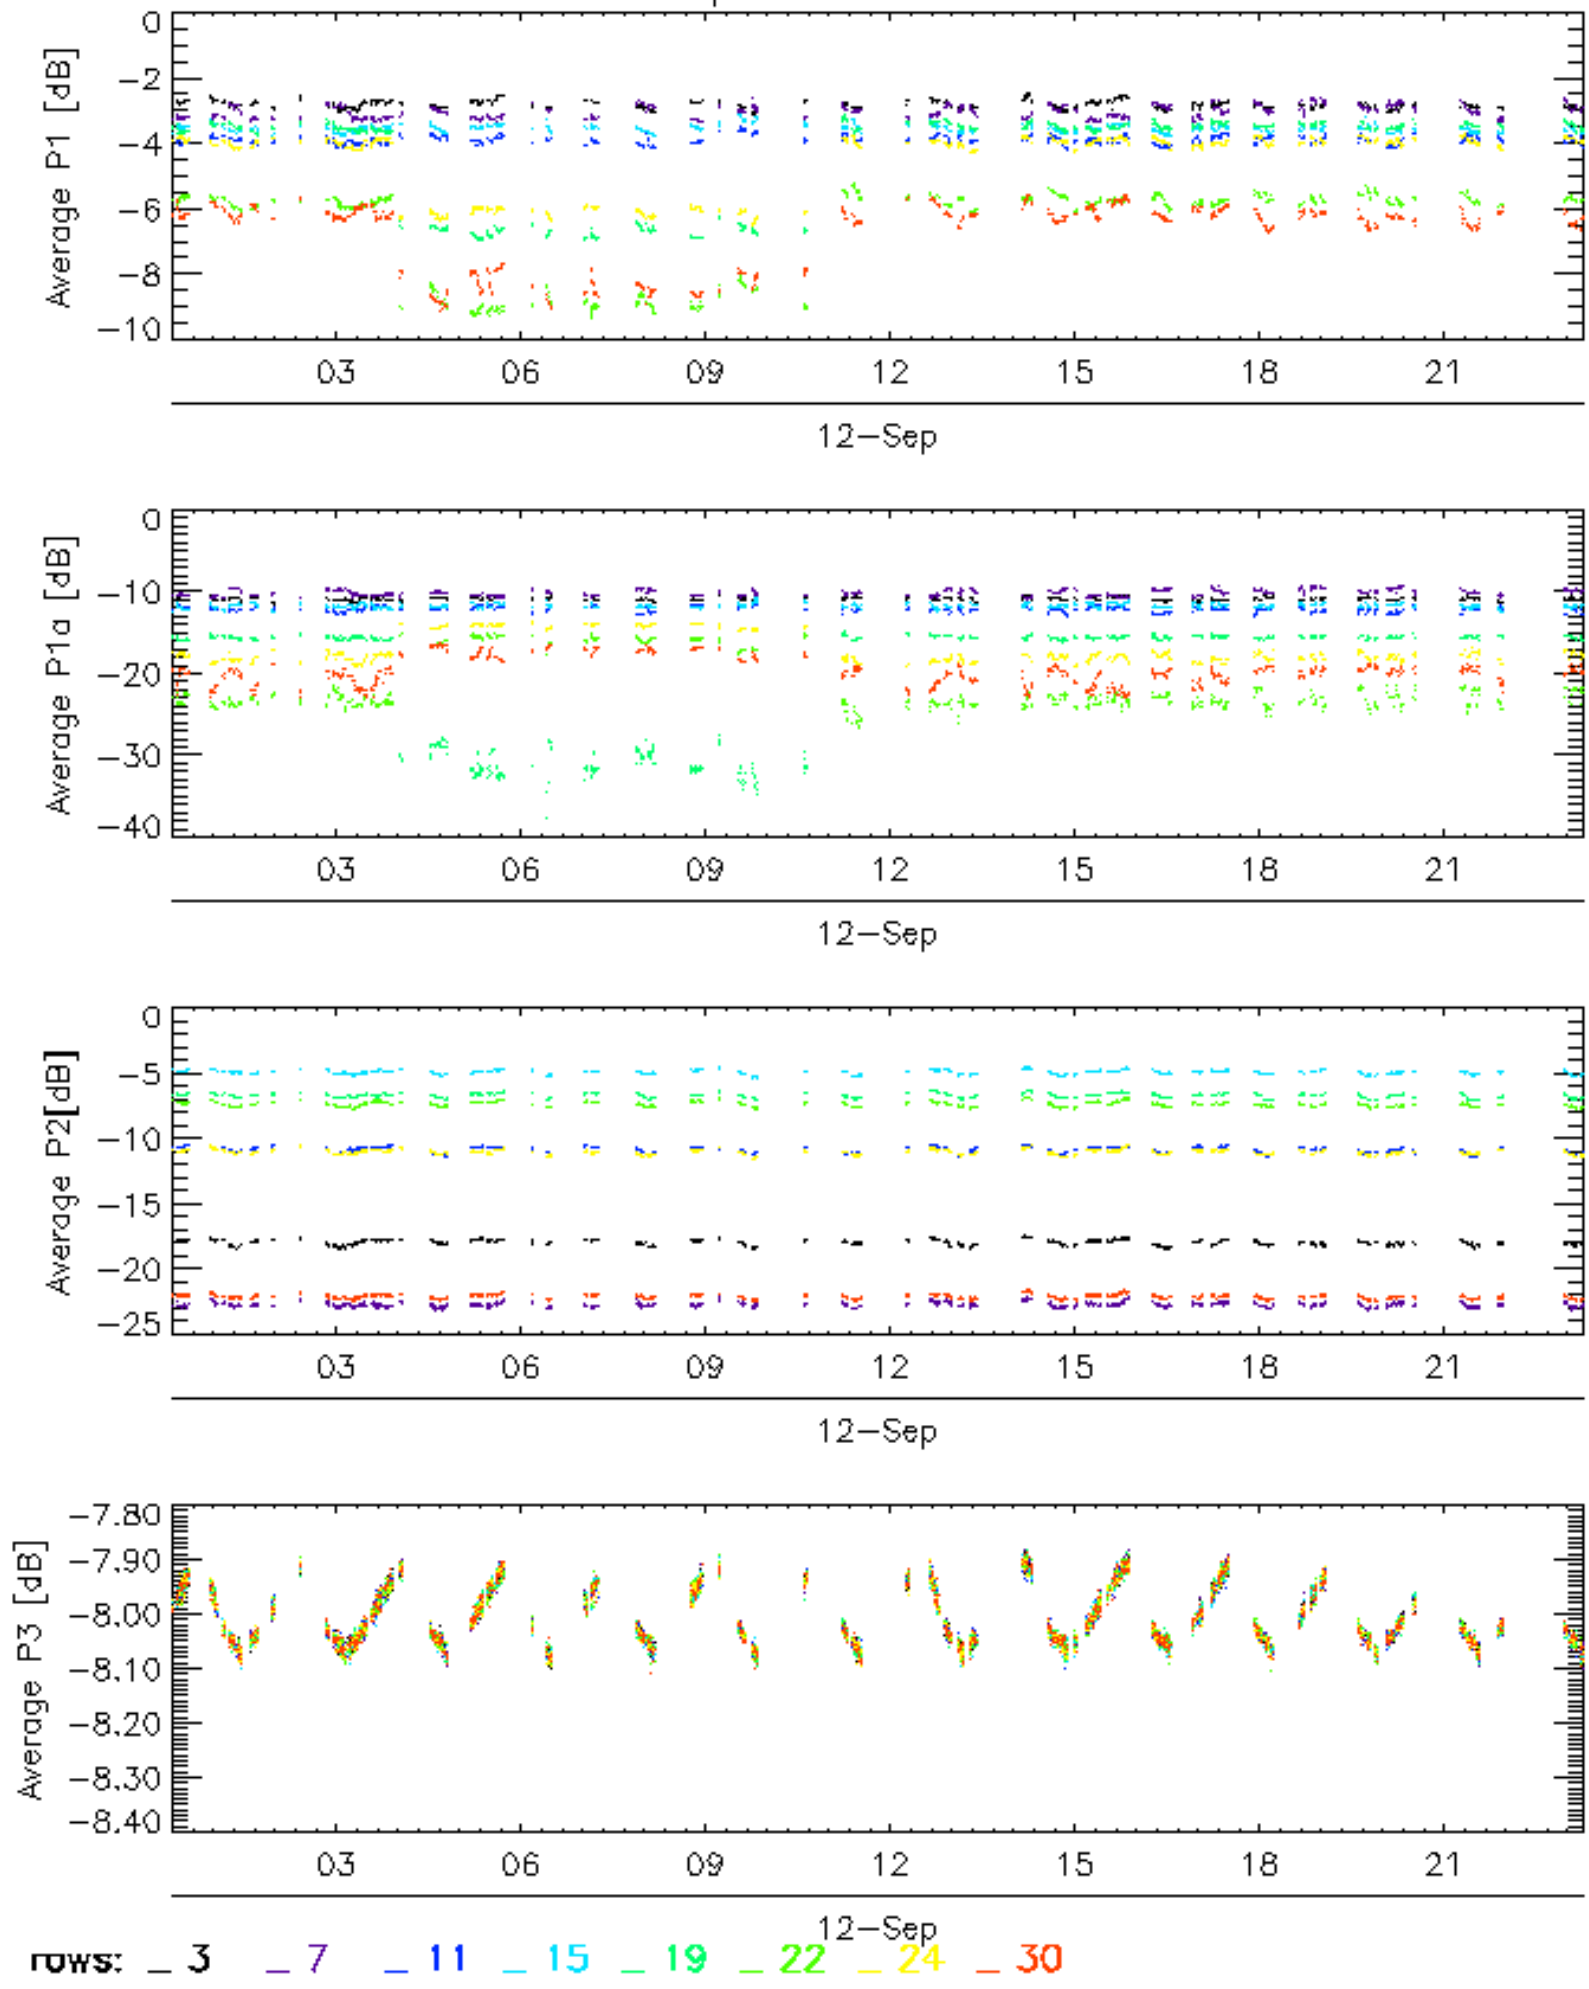 0
-2
-4
-6
-8
-10
Average P1 [dB]
03 06 09 12 15 18 21
12-Sep
0
-10
-20
-30
-40
Average P1a [dB]
03 06 09 12 15 18 21
12-Sep
0
-5
-10
-15
-20
-25
Average P2[dB]
03 06 09 12 15 18 21
12-Sep
-7.80
-7.90
-8.00
-8.10
-8.20
-8.30
-8.40
Average P3 [dB]
03 06 09 12 15 18 21
12-Sep
rows: _ 3 _ 7 _ 11 _ 15 _ 19 _ 22 _ 24 _ 30